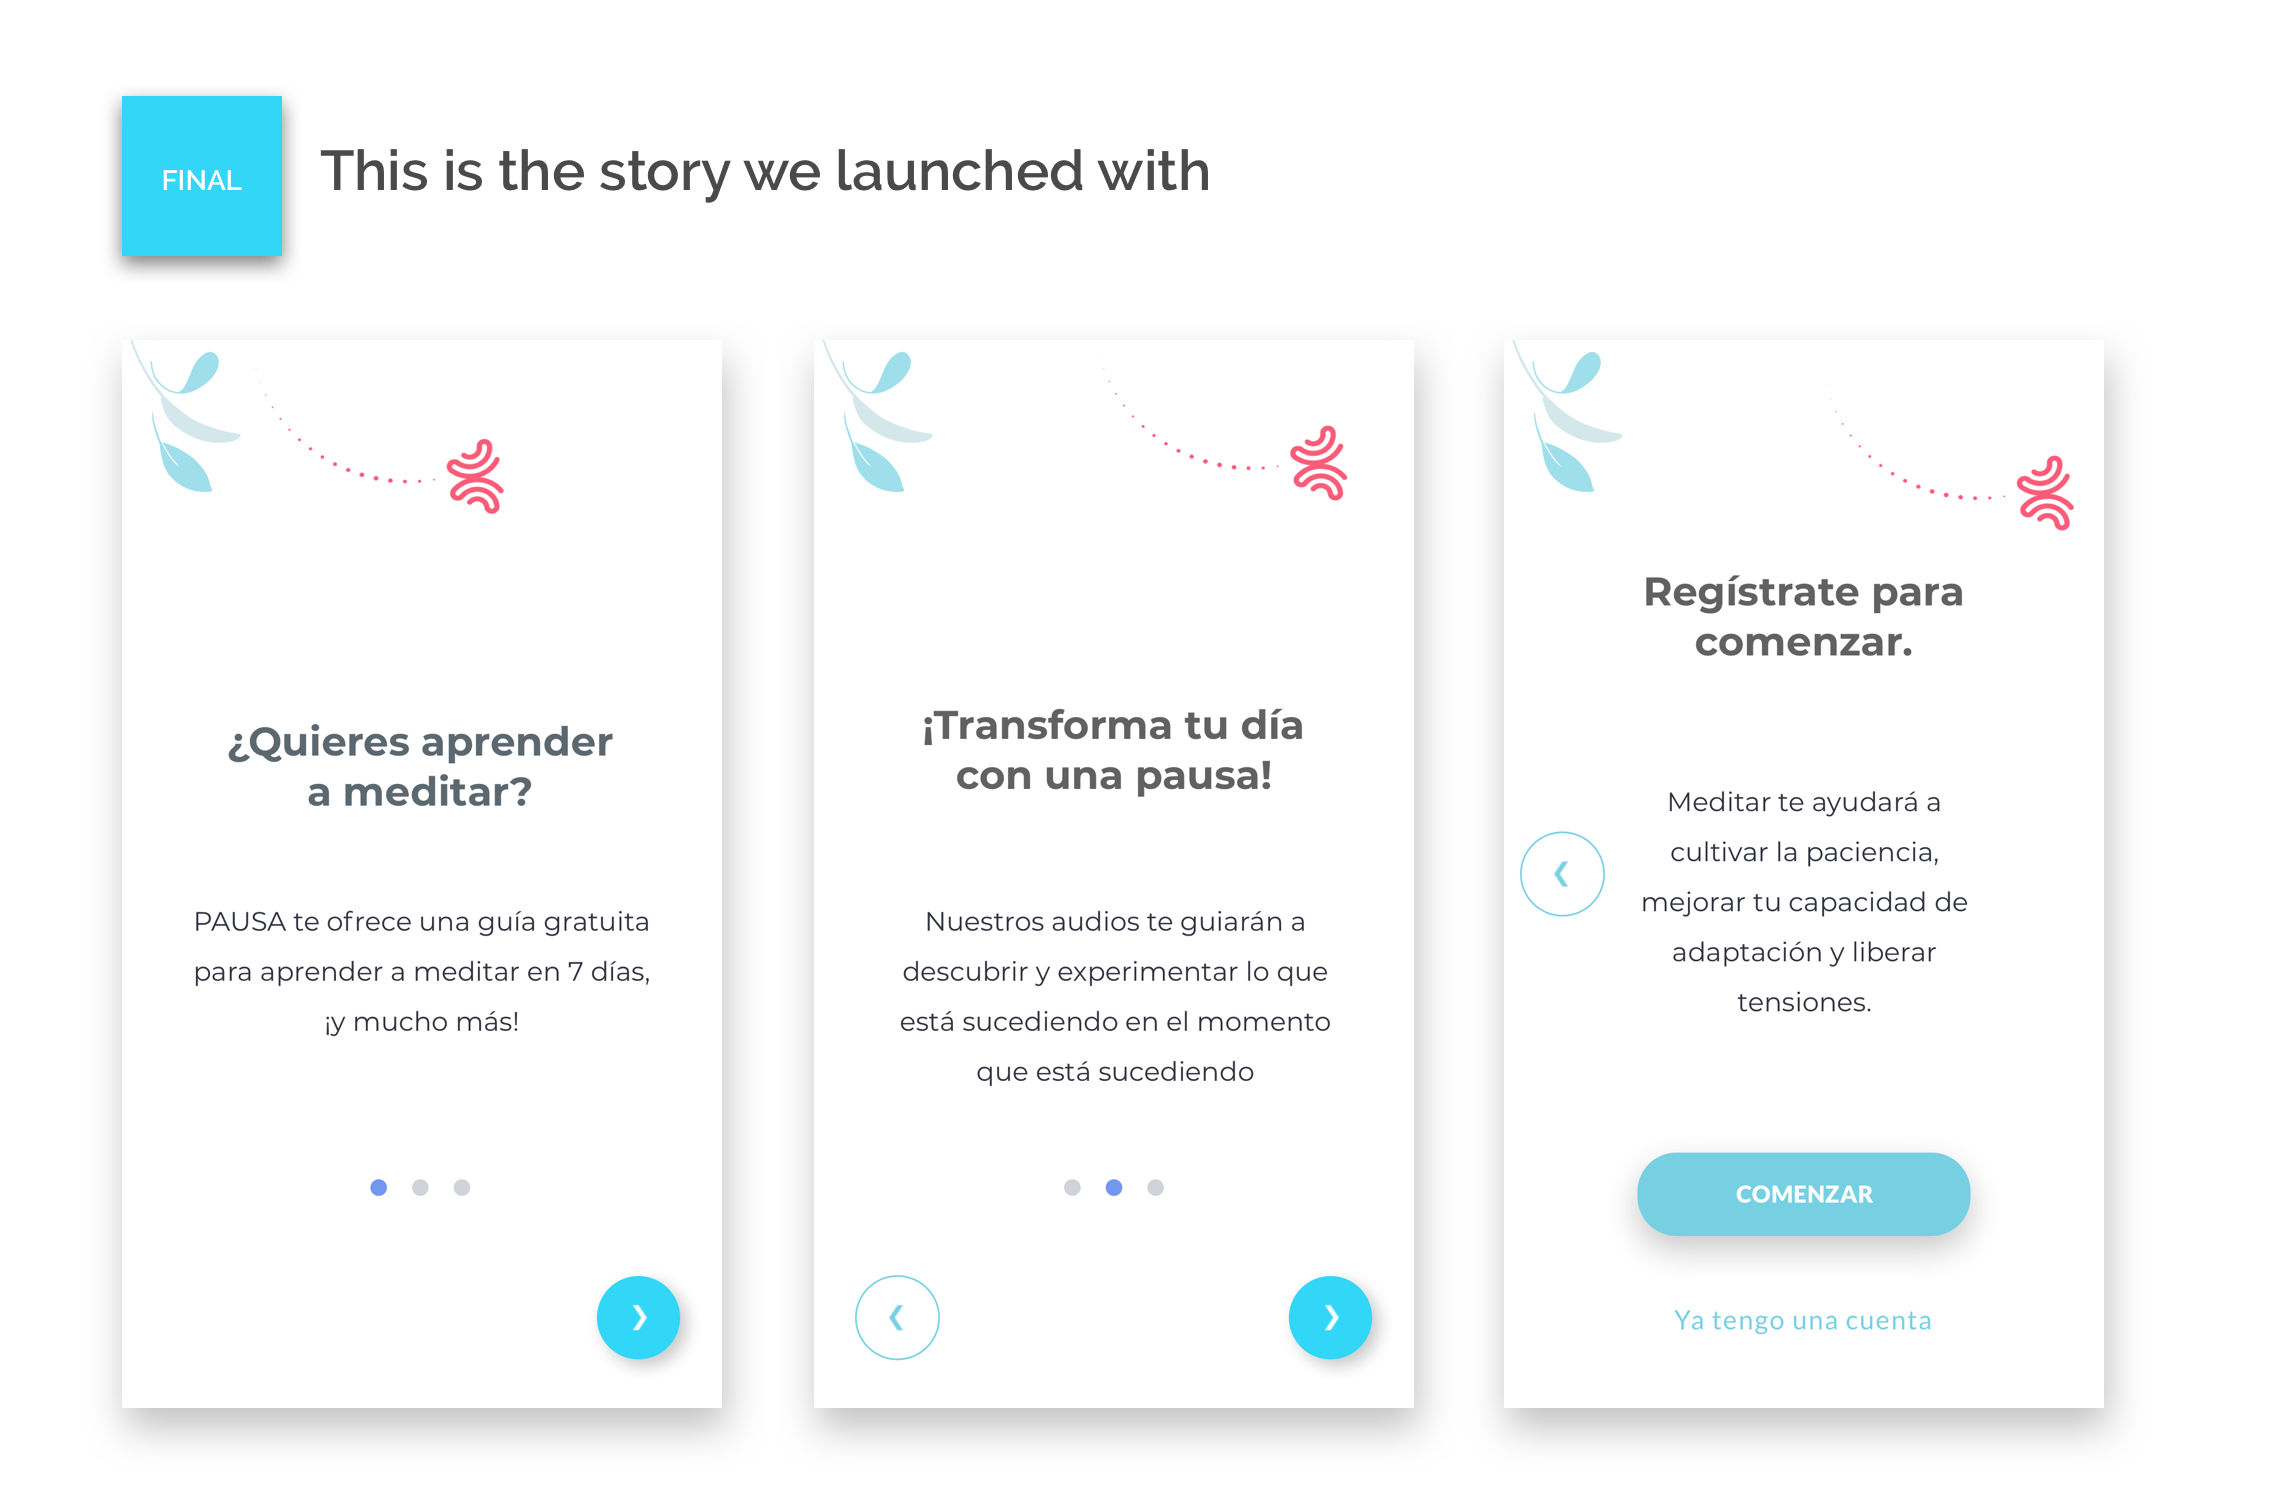 FINAL
This is the story we launched with
¿Quieres aprender
a meditar?
PAUSA te ofrece una guía gratuita
para aprender a meditar en 7 días,
¡y mucho más!
¡Transforma tu día
con una pausa!
Nuestros audios te guiarán a
descubrir y experimentar lo que
está sucediendo en el momento
que está sucediendo
Regístrate para
comenzar.
Meditar te ayudará a
cultivar la paciencia,
mejorar tu capacidad de
adaptación y liberar
tensiones.
COMENZAR
Ya tengo una cuenta